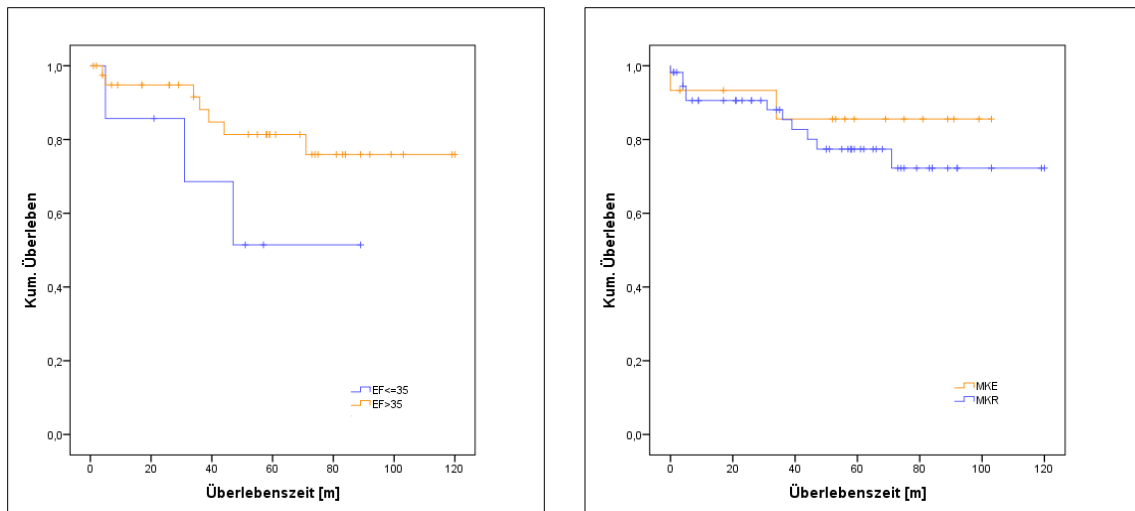 1,0
0,8
0,6
0,4
0,2
0,0
Kum. Überleben
EF<=35
EF>35
0 20 40 60 80 100 120
Überlebenszeit [m]
1,0
0,8
0,6
0,4
0,2
0,0
Kum. Überleben
MKE
MKR
0 20 40 60 80 100 120
Überlebenszeit [m]